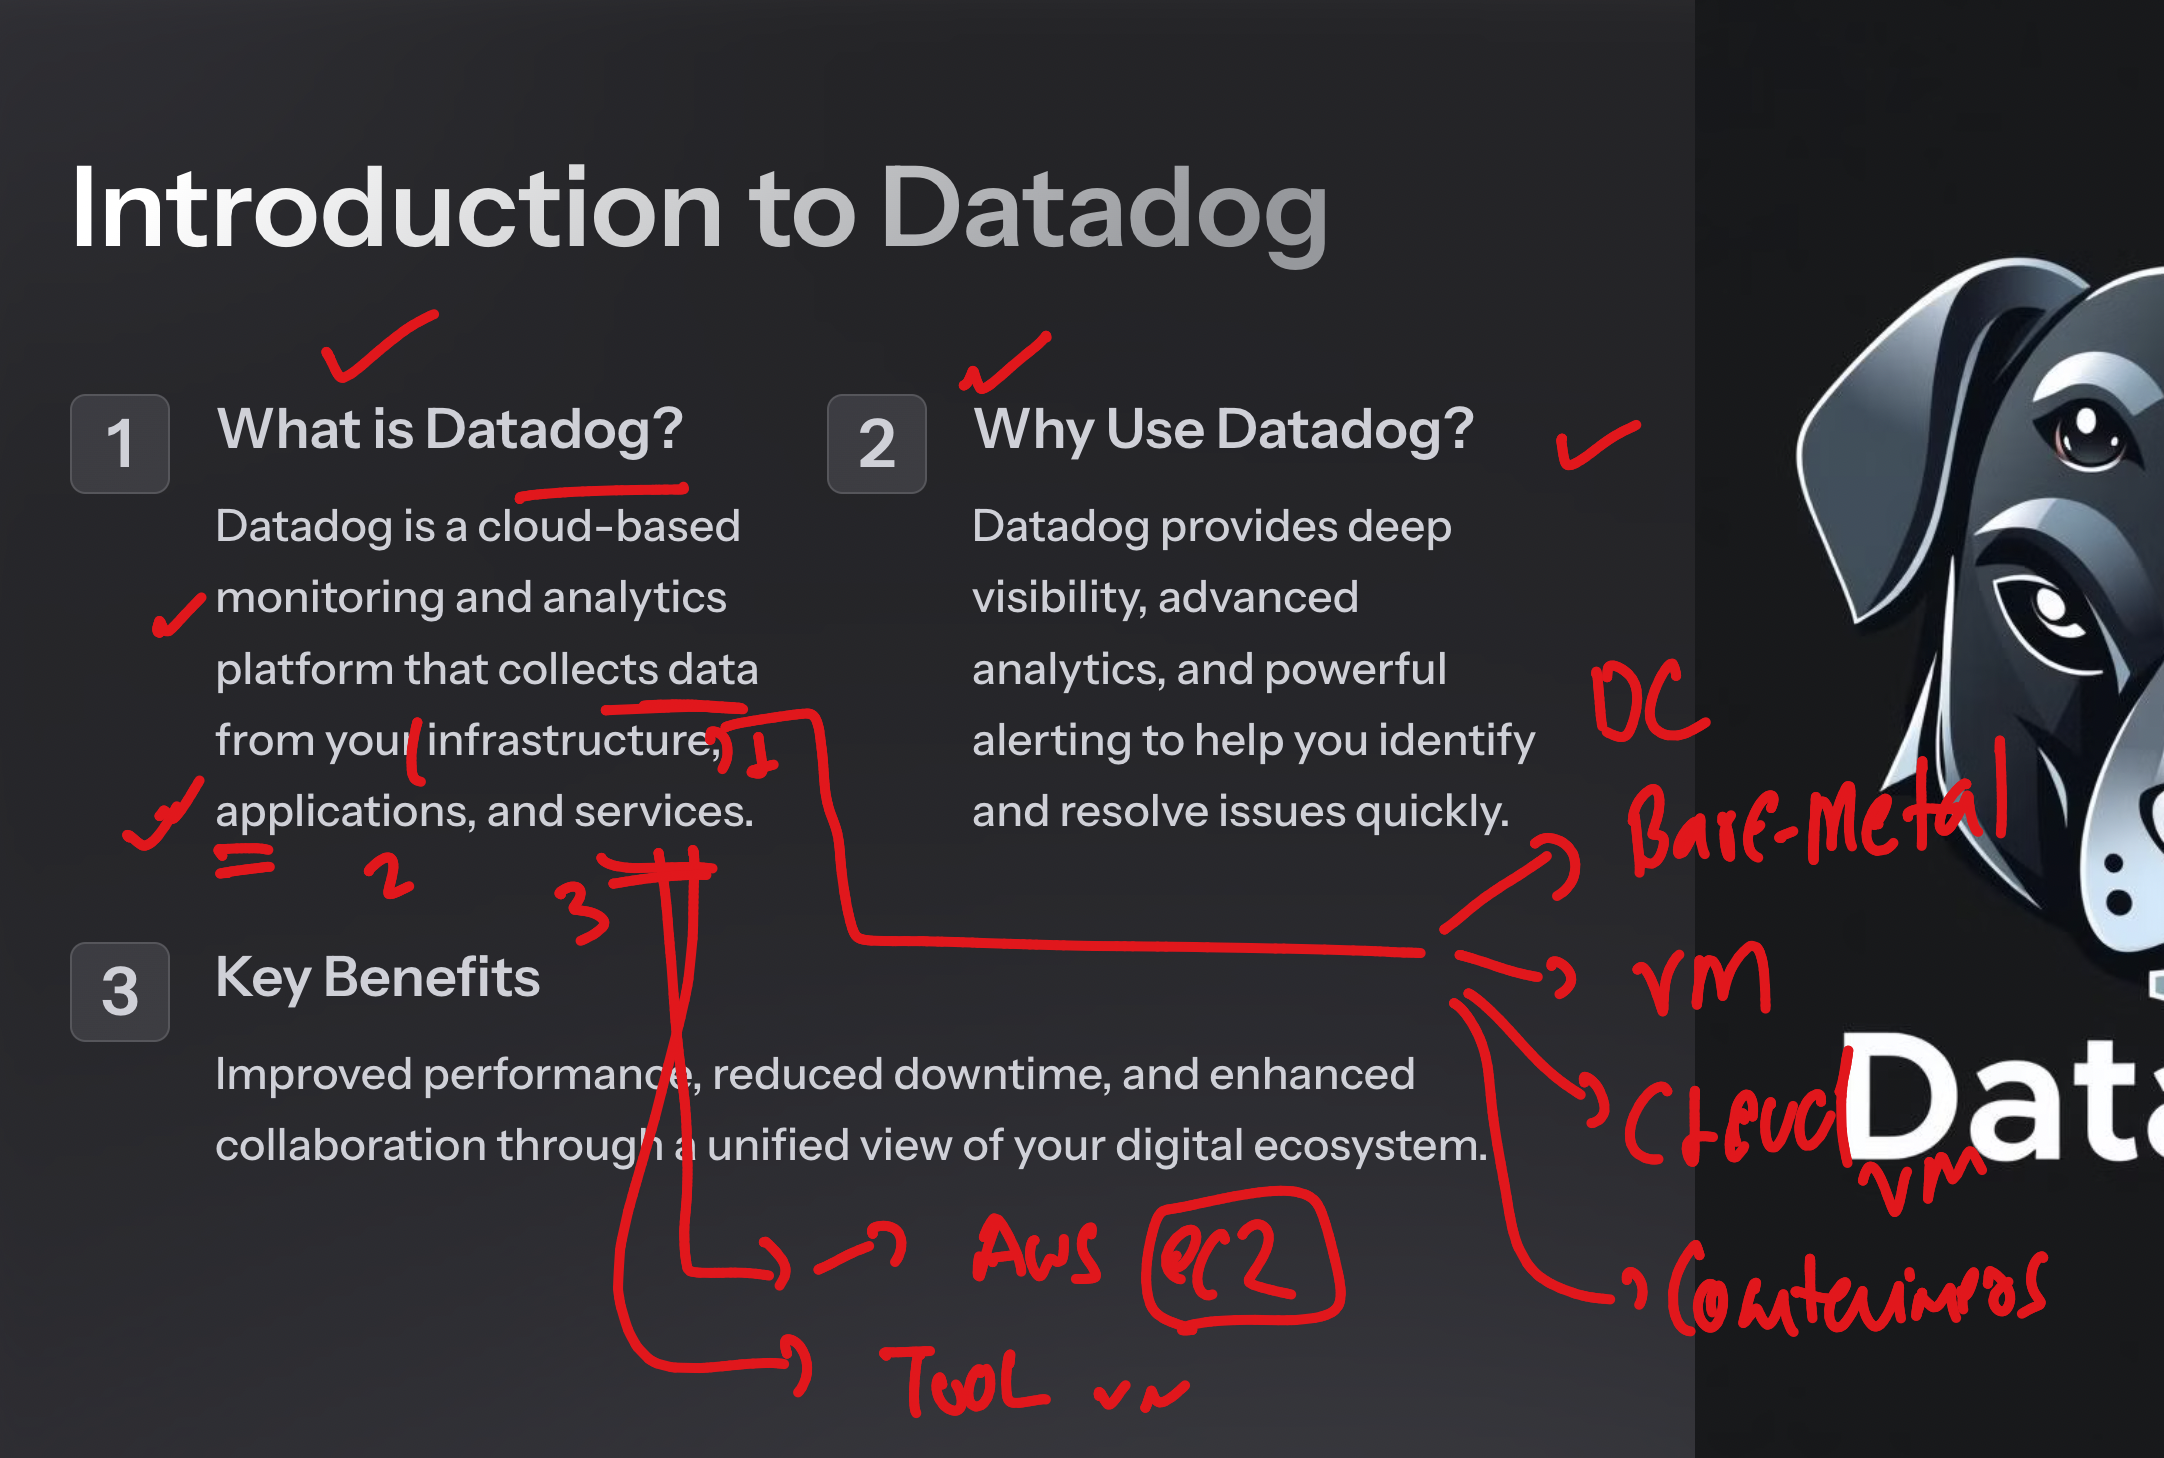 Introduction to Datadog
1
What is Datadog?
Datadog is a cloud-based
monitoring and analytics
platform that collects data
from your infrastructure,
1
applications, and services.
2
3
2
Why Use Datadog?
Datadog provides deep
visibility, advanced
analytics, and powerful
alerting to help you identify
and resolve issues quickly.
3
Key Benefits
Improved performance, reduced downtime, and enhanced
collaboration through a unified view of your digital ecosystem.
DC
Bare-Metal
VM
Cloud
VM
AWS ec2
TOOL
Data